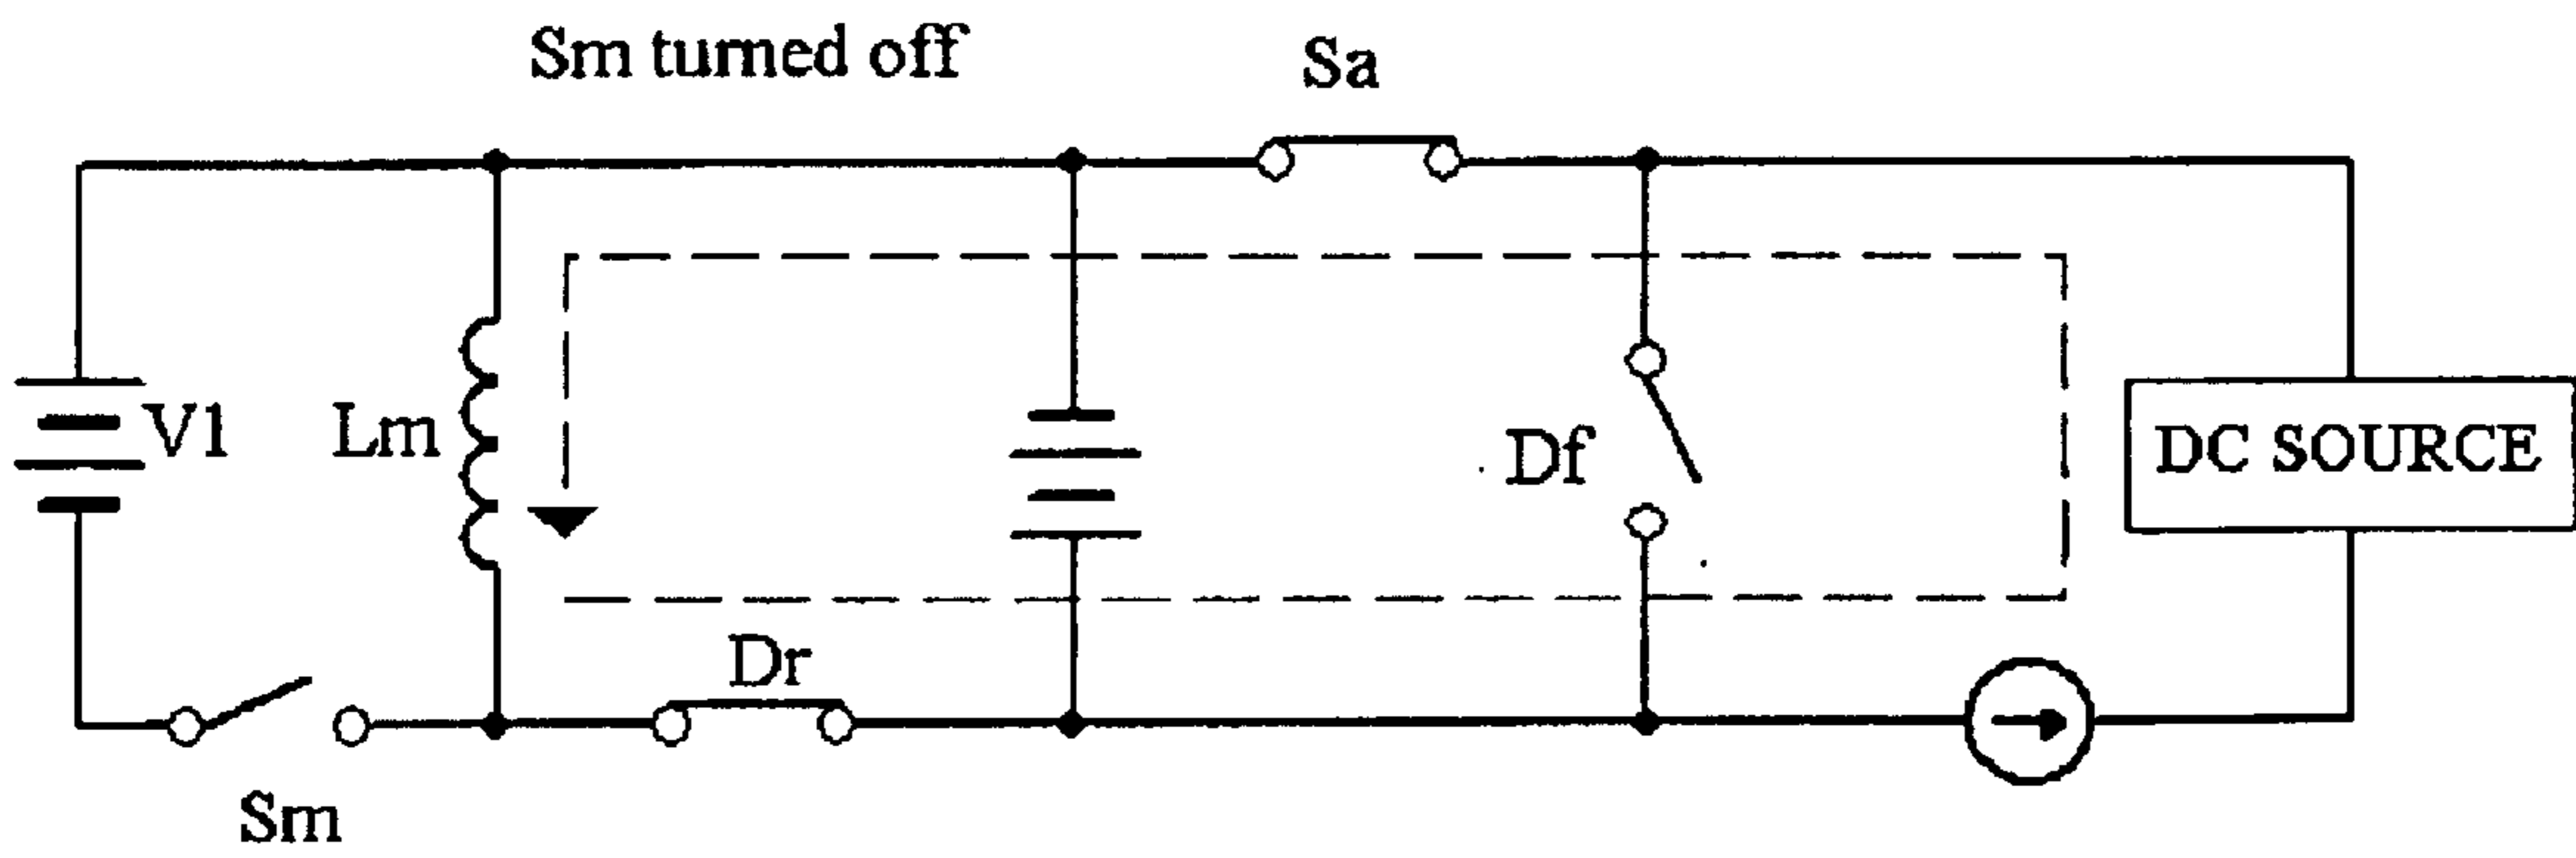 Sm turned off
Sa
V1
Lm
Df
DC SOURCE
Dr
Sm